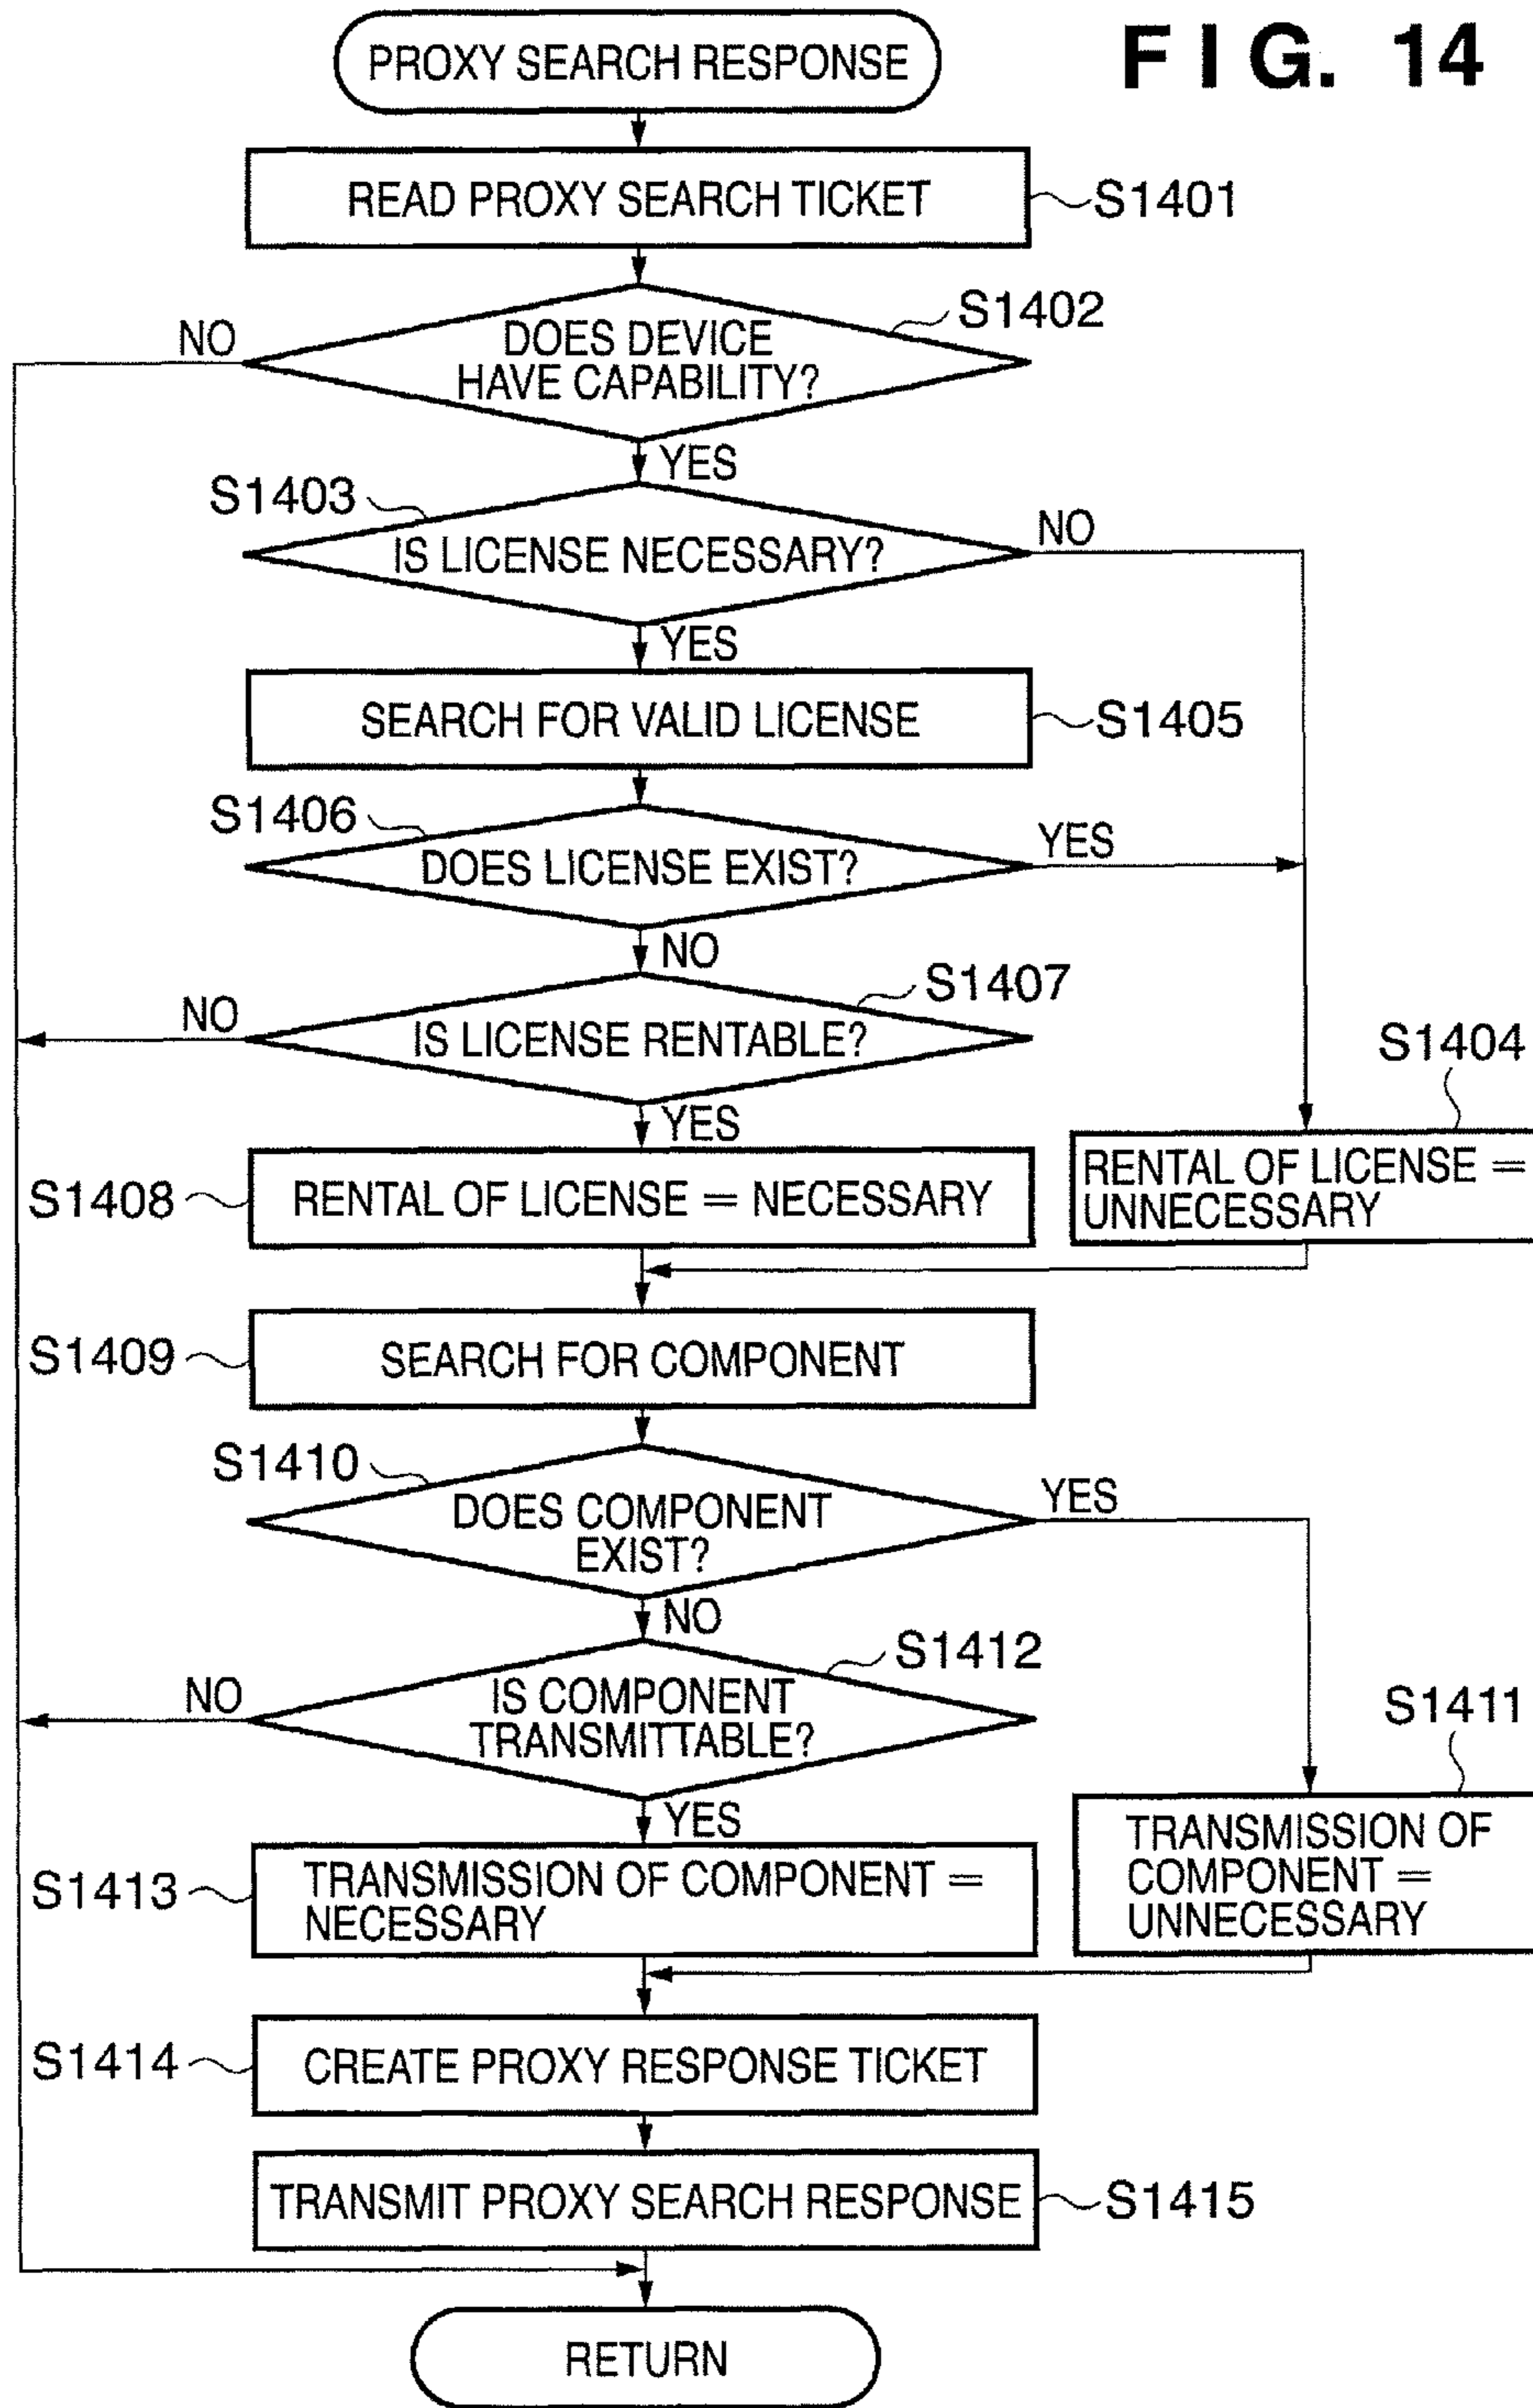 FIG. 14
PROXY SEARCH RESPONSE
READ PROXY SEARCH TICKET
S1401
S1402
NO
DOES DEVICE
HAVE CAPABILITY?
YES
S1403
NO
IS LICENSE NECESSARY?
YES
SEARCH FOR VALID LICENSE
S1405
S1406
YES
DOES LICENSE EXIST?
NO
S1407
NO
IS LICENSE RENTABLE?
S1404
YES
RENTAL OF LICENSE =
UNNECESSARY
S1408
RENTAL OF LICENSE = NECESSARY
S1409
SEARCH FOR COMPONENT
S1410
YES
DOES COMPONENT
EXIST?
NO
S1412
NO
IS COMPONENT
TRANSMITTABLE?
S1411
YES
TRANSMISSION OF
COMPONENT =
UNNECESSARY
S1413
TRANSMISSION OF COMPONENT =
NECESSARY
S1414
CREATE PROXY RESPONSE TICKET
TRANSMIT PROXY SEARCH RESPONSE
S1415
RETURN